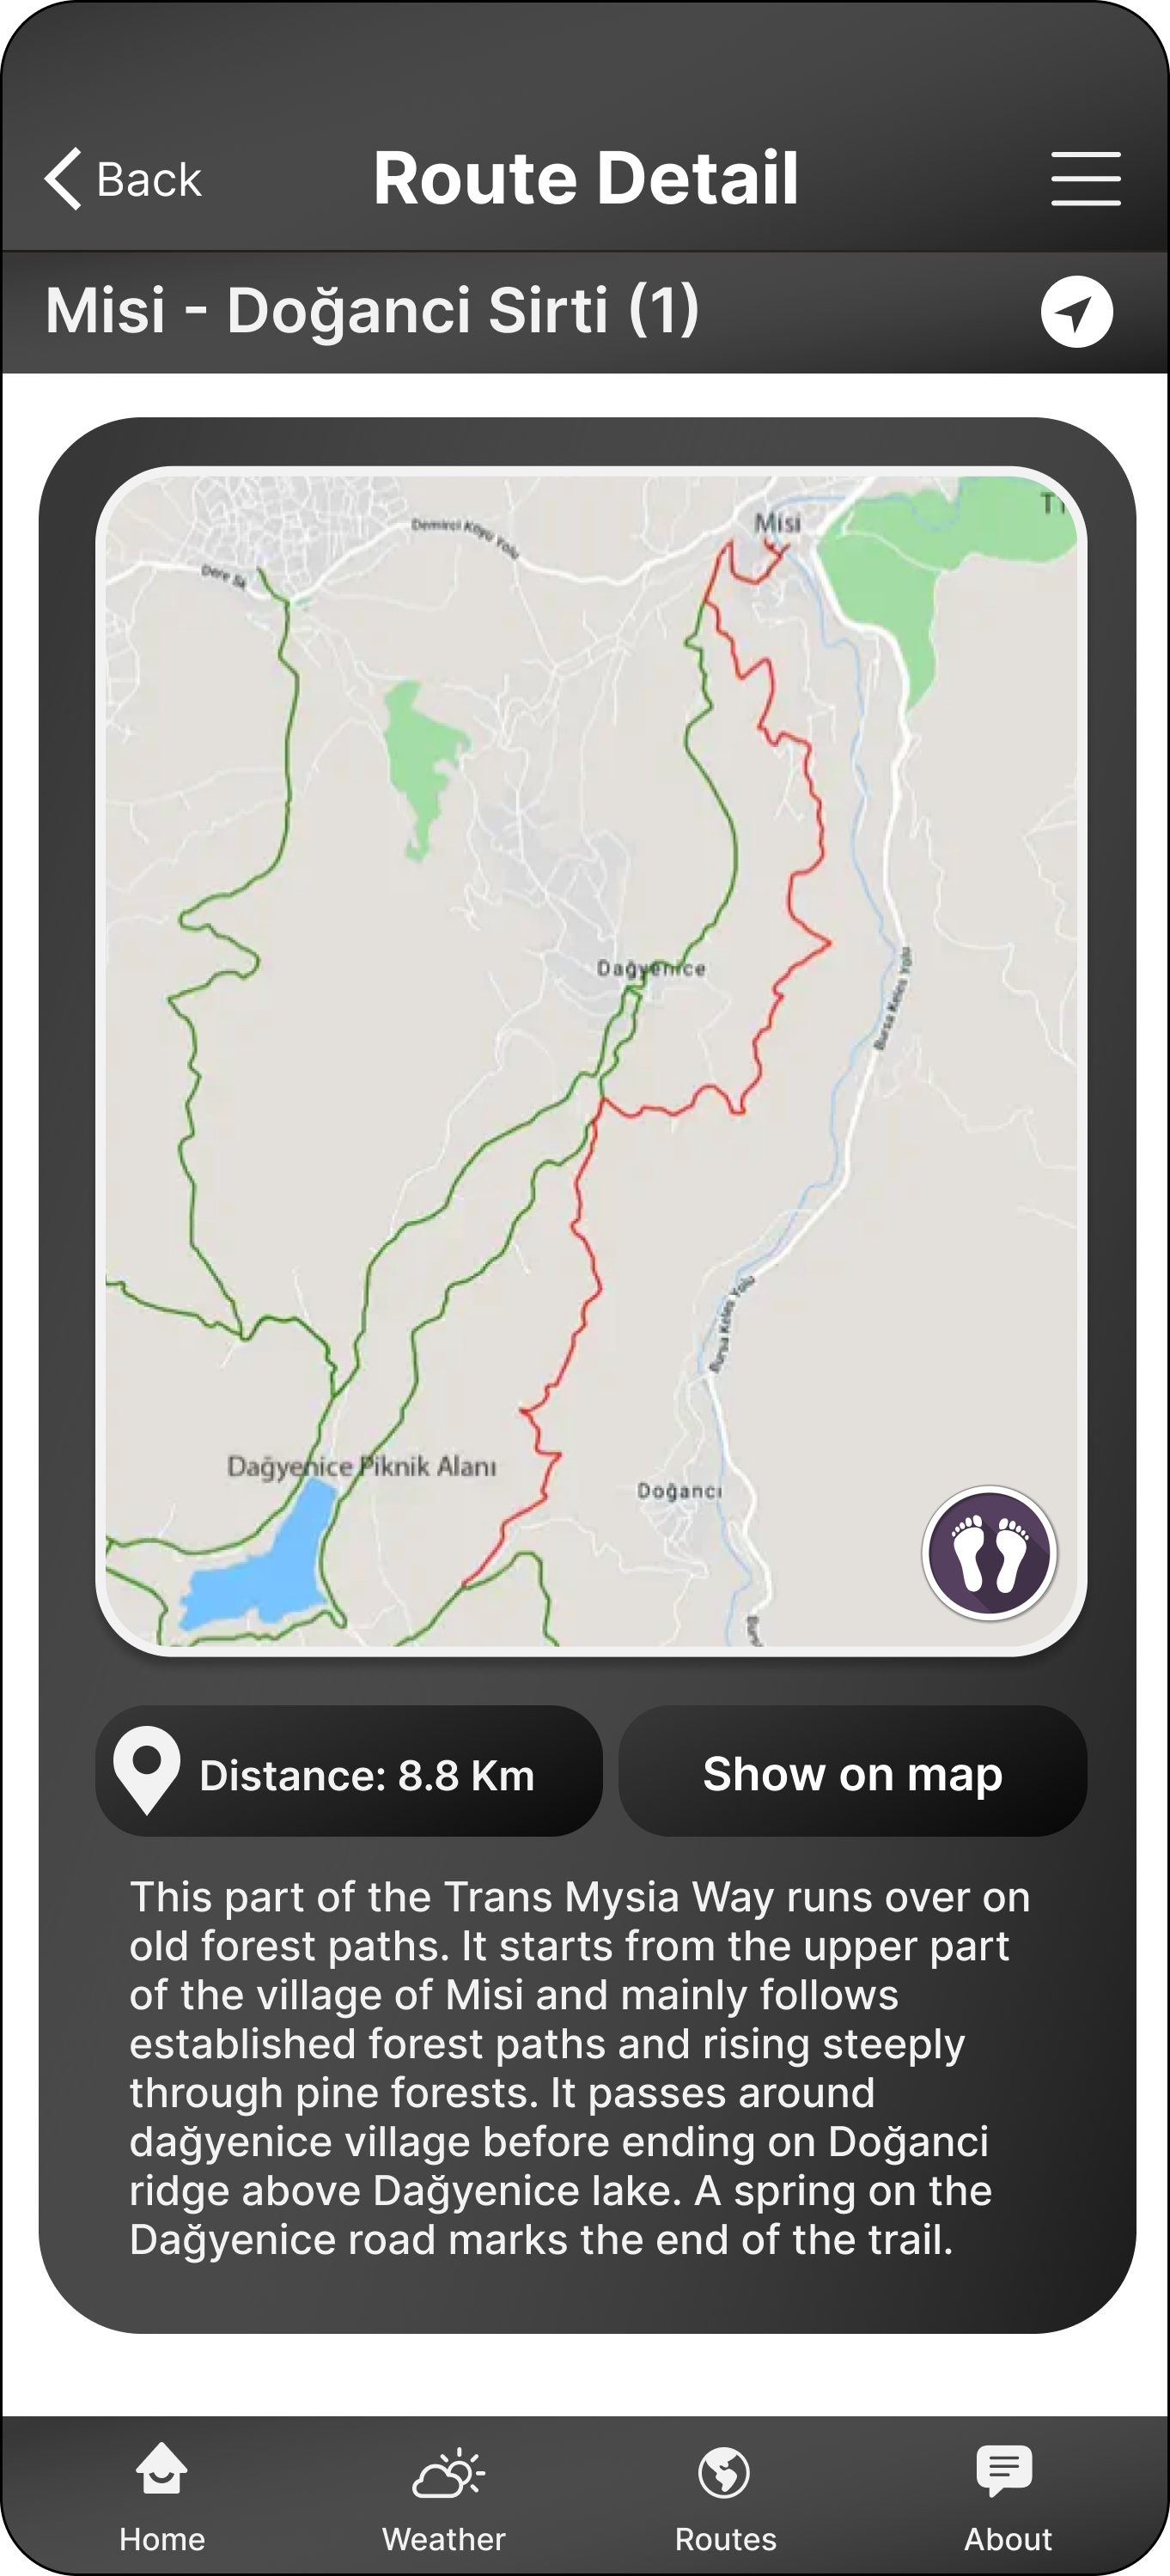 Back
Route Detail
Misi - Doğanci Sirti (1)
Misi
Demirci Köyü Yolu
Dere Sk
Dağyenice
Bursa Keles Yolu
Bursa Keles Yolu
Dağyenice Piknik Alanı
Doğancı
Distance: 8.8 Km
Show on map
This part of the Trans Mysia Way runs over on
old forest paths. It starts from the upper part
of the village of Misi and mainly follows
established forest paths and rising steeply
through pine forests. It passes around
dağyenice village before ending on Doğanci
ridge above Dağyenice lake. A spring on the
Dağyenice road marks the end of the trail.
Home
Weather
Routes
About